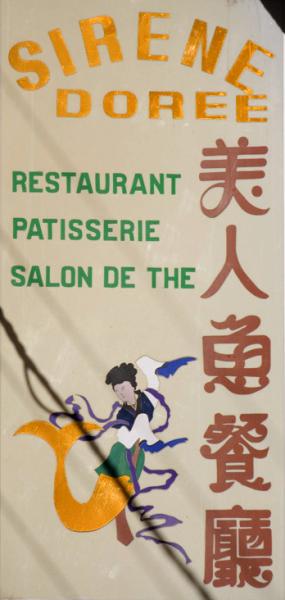 SIRENE
DOREE
RESTAURANT
PATISSERIE
SALON DE THE
美人魚餐廳